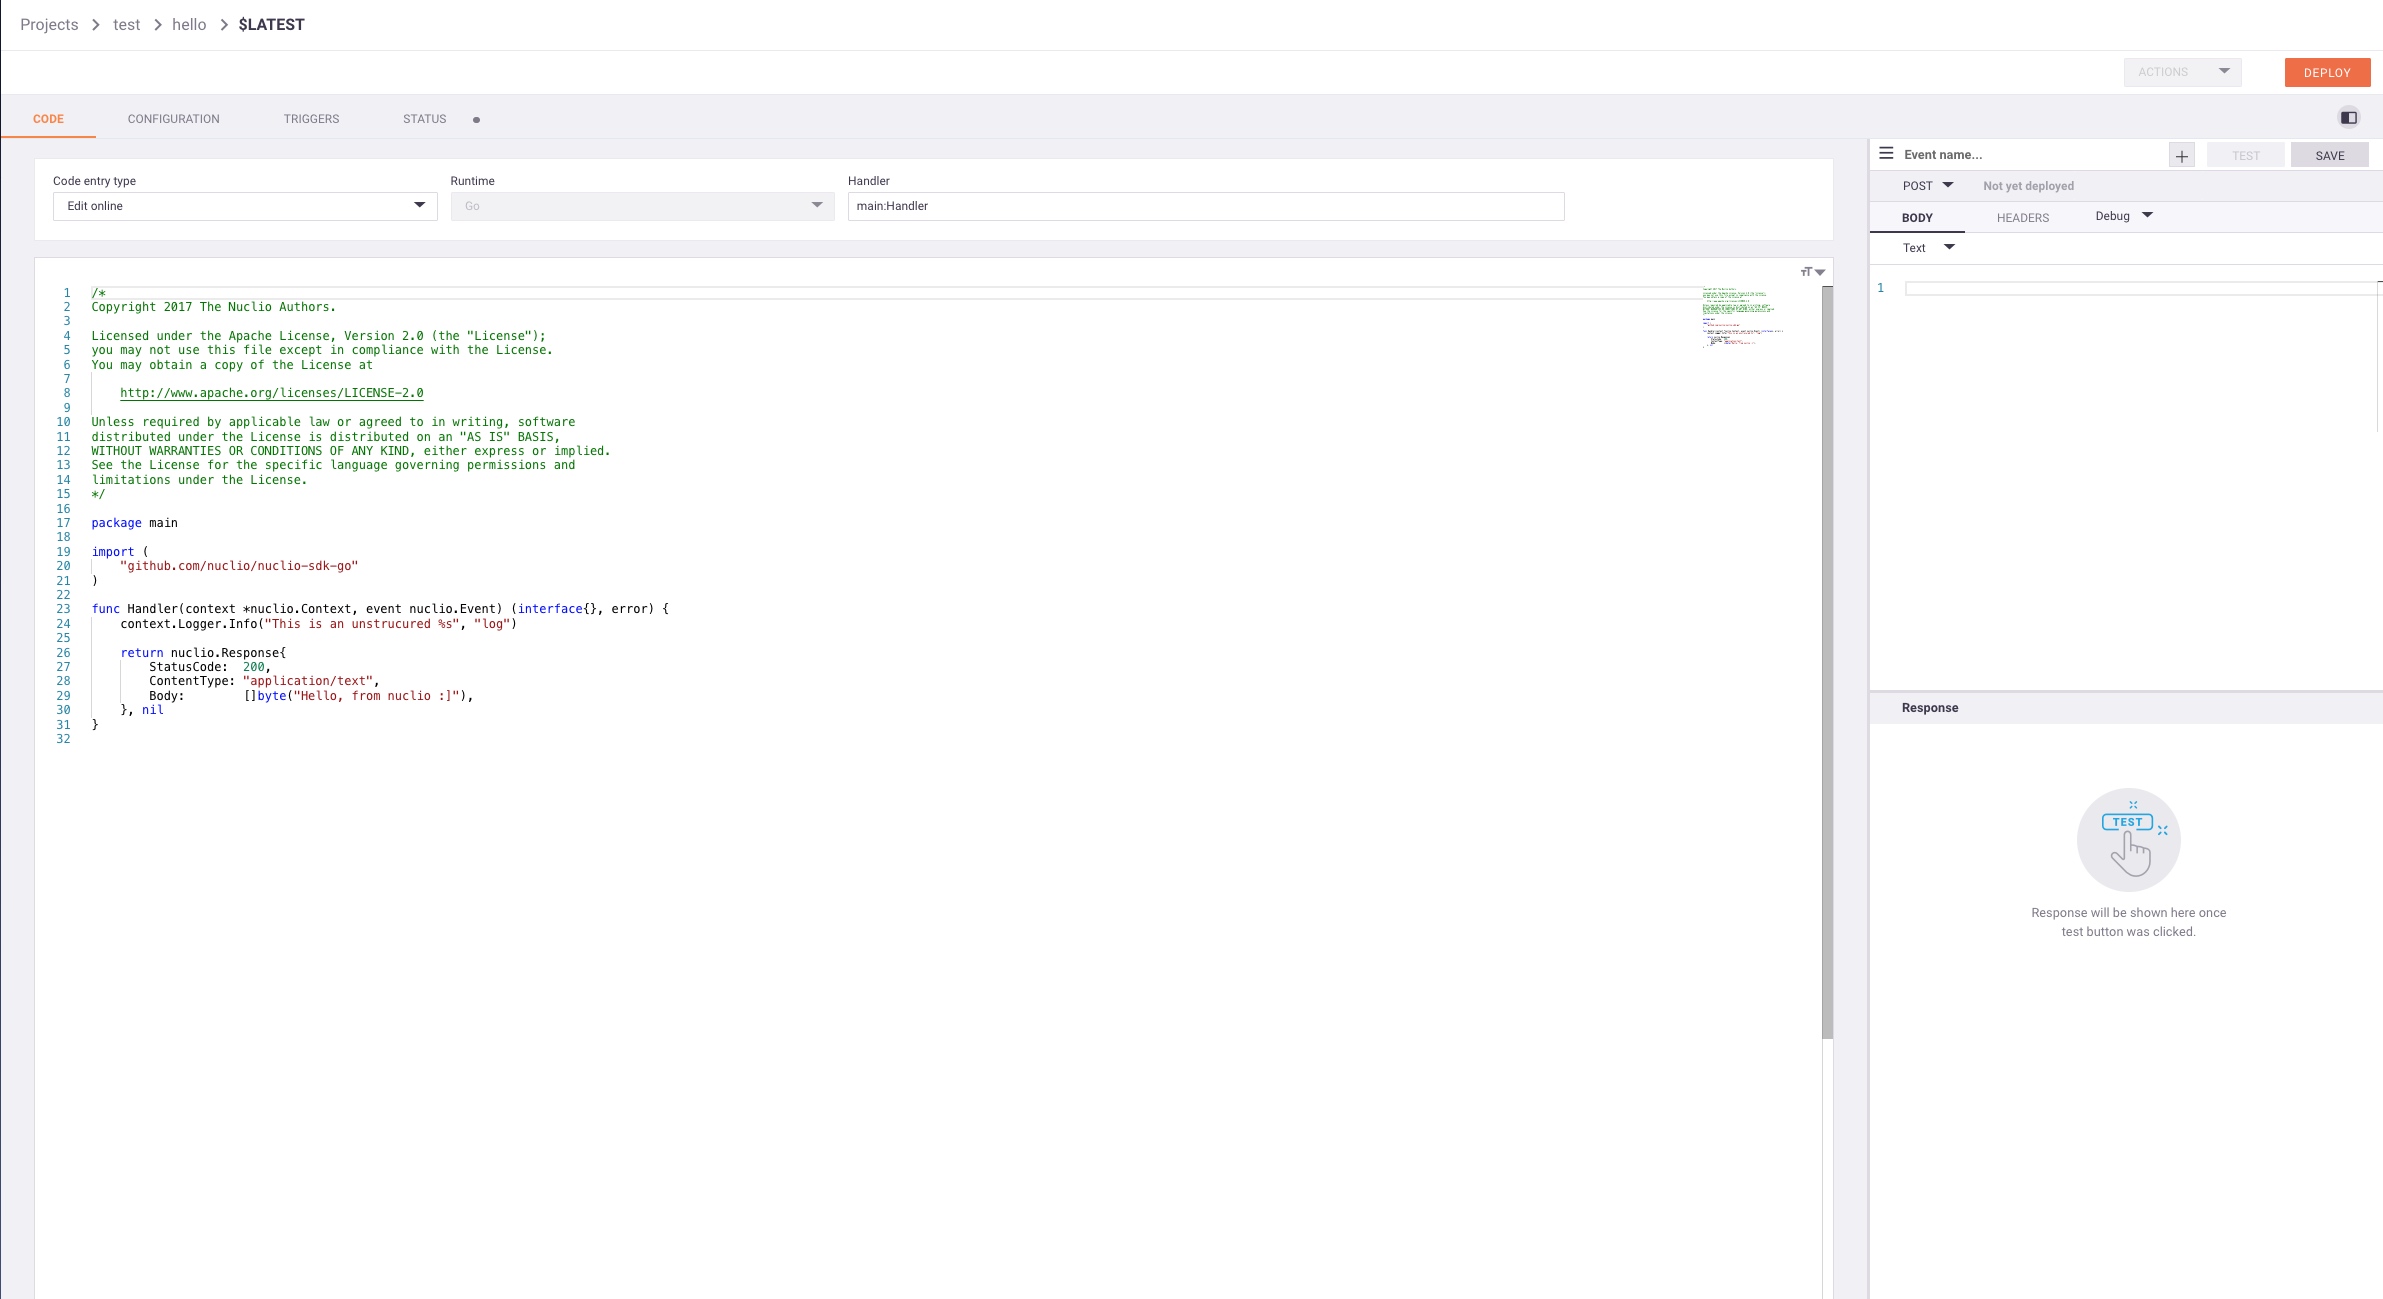 Projects > test > hello > $LATEST
ACTIONS
DEPLOY
CODE CONFIGURATION TRIGGERS STATUS
Code entry type
Edit online
Runtime
Go
Handler
main:Handler
1 /*
2 Copyright 2017 The Nuclio Authors.
3
4 Licensed under the Apache License, Version 2.0 (the "License");
5 you may not use this file except in compliance with the License.
6 You may obtain a copy of the License at
7
8     http://www.apache.org/licenses/LICENSE-2.0
9
10 Unless required by applicable law or agreed to in writing, software
11 distributed under the License is distributed on an "AS IS" BASIS,
12 WITHOUT WARRANTIES OR CONDITIONS OF ANY KIND, either express or implied.
13 See the License for the specific language governing permissions and
14 limitations under the License.
15 */
16
17 package main
18
19 import (
20     "github.com/nuclio/nuclio-sdk-go"
21 )
22
23 func Handler(context *nuclio.Context, event nuclio.Event) (interface{}, error) {
24     context.Logger.Info("This is an unstrucured %s", "log")
25
26     return nuclio.Response{
27         StatusCode:  200,
28         ContentType: "application/text",
29         Body:        []byte("Hello, from nuclio :]"),
30     }, nil
31 }
32
Event name...
+
TEST
SAVE
POST
Not yet deployed
BODY HEADERS Debug
Text
1
Response
TEST
Response will be shown here once
test button was clicked.